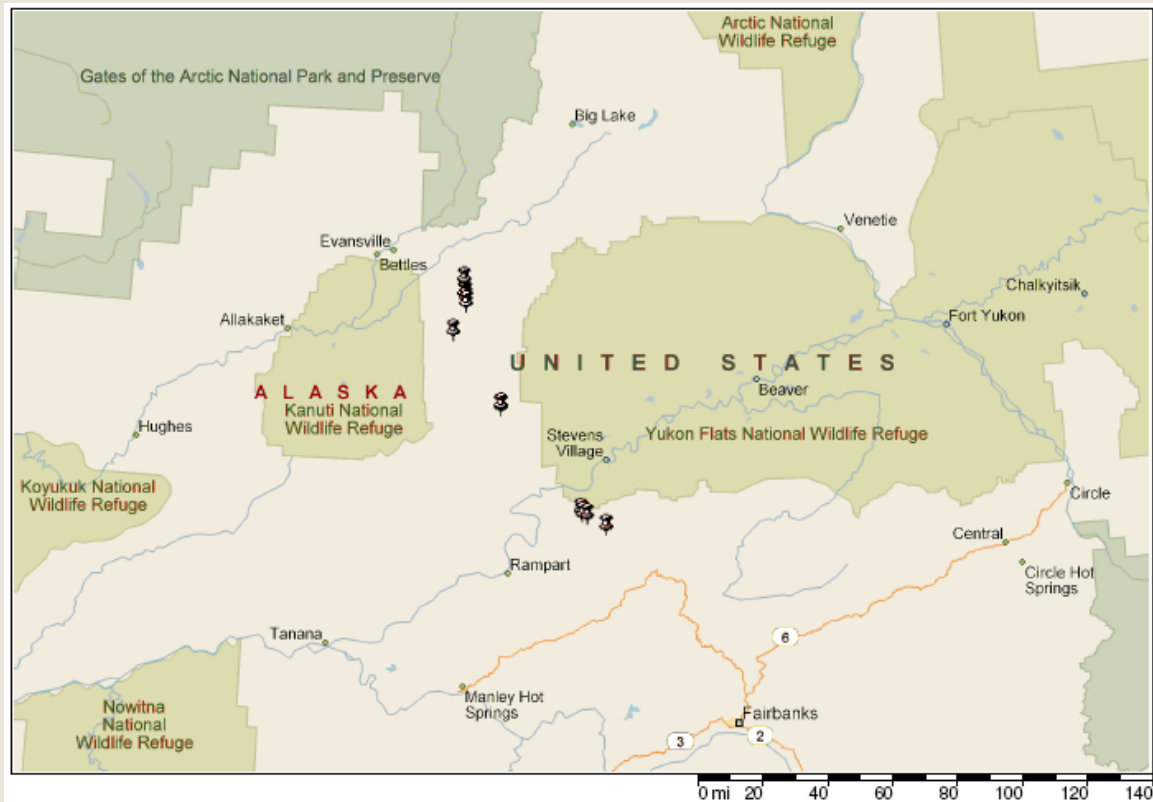 Arctic National
Wildlife Refuge
Gates of the Arctic National Park and Preserve
Big Lake
Venetie
Evansville
Bettles
Chalkyitsik
Allakaket
Fort Yukon
UNITED STATES
Beaver
ALASKA
Kanuti National
Wildlife Refuge
Hughes
Stevens
Village
Yukon Flats National Wildlife Refuge
Koyukuk National
Wildlife Refuge
Circle
Central
Rampart
Circle Hot
Springs
Tanana
6
Manley Hot
Springs
Nowitna
National
Wildlife Refuge
Fairbanks
3
2
0 mi 20 40 60 80 100 120 140